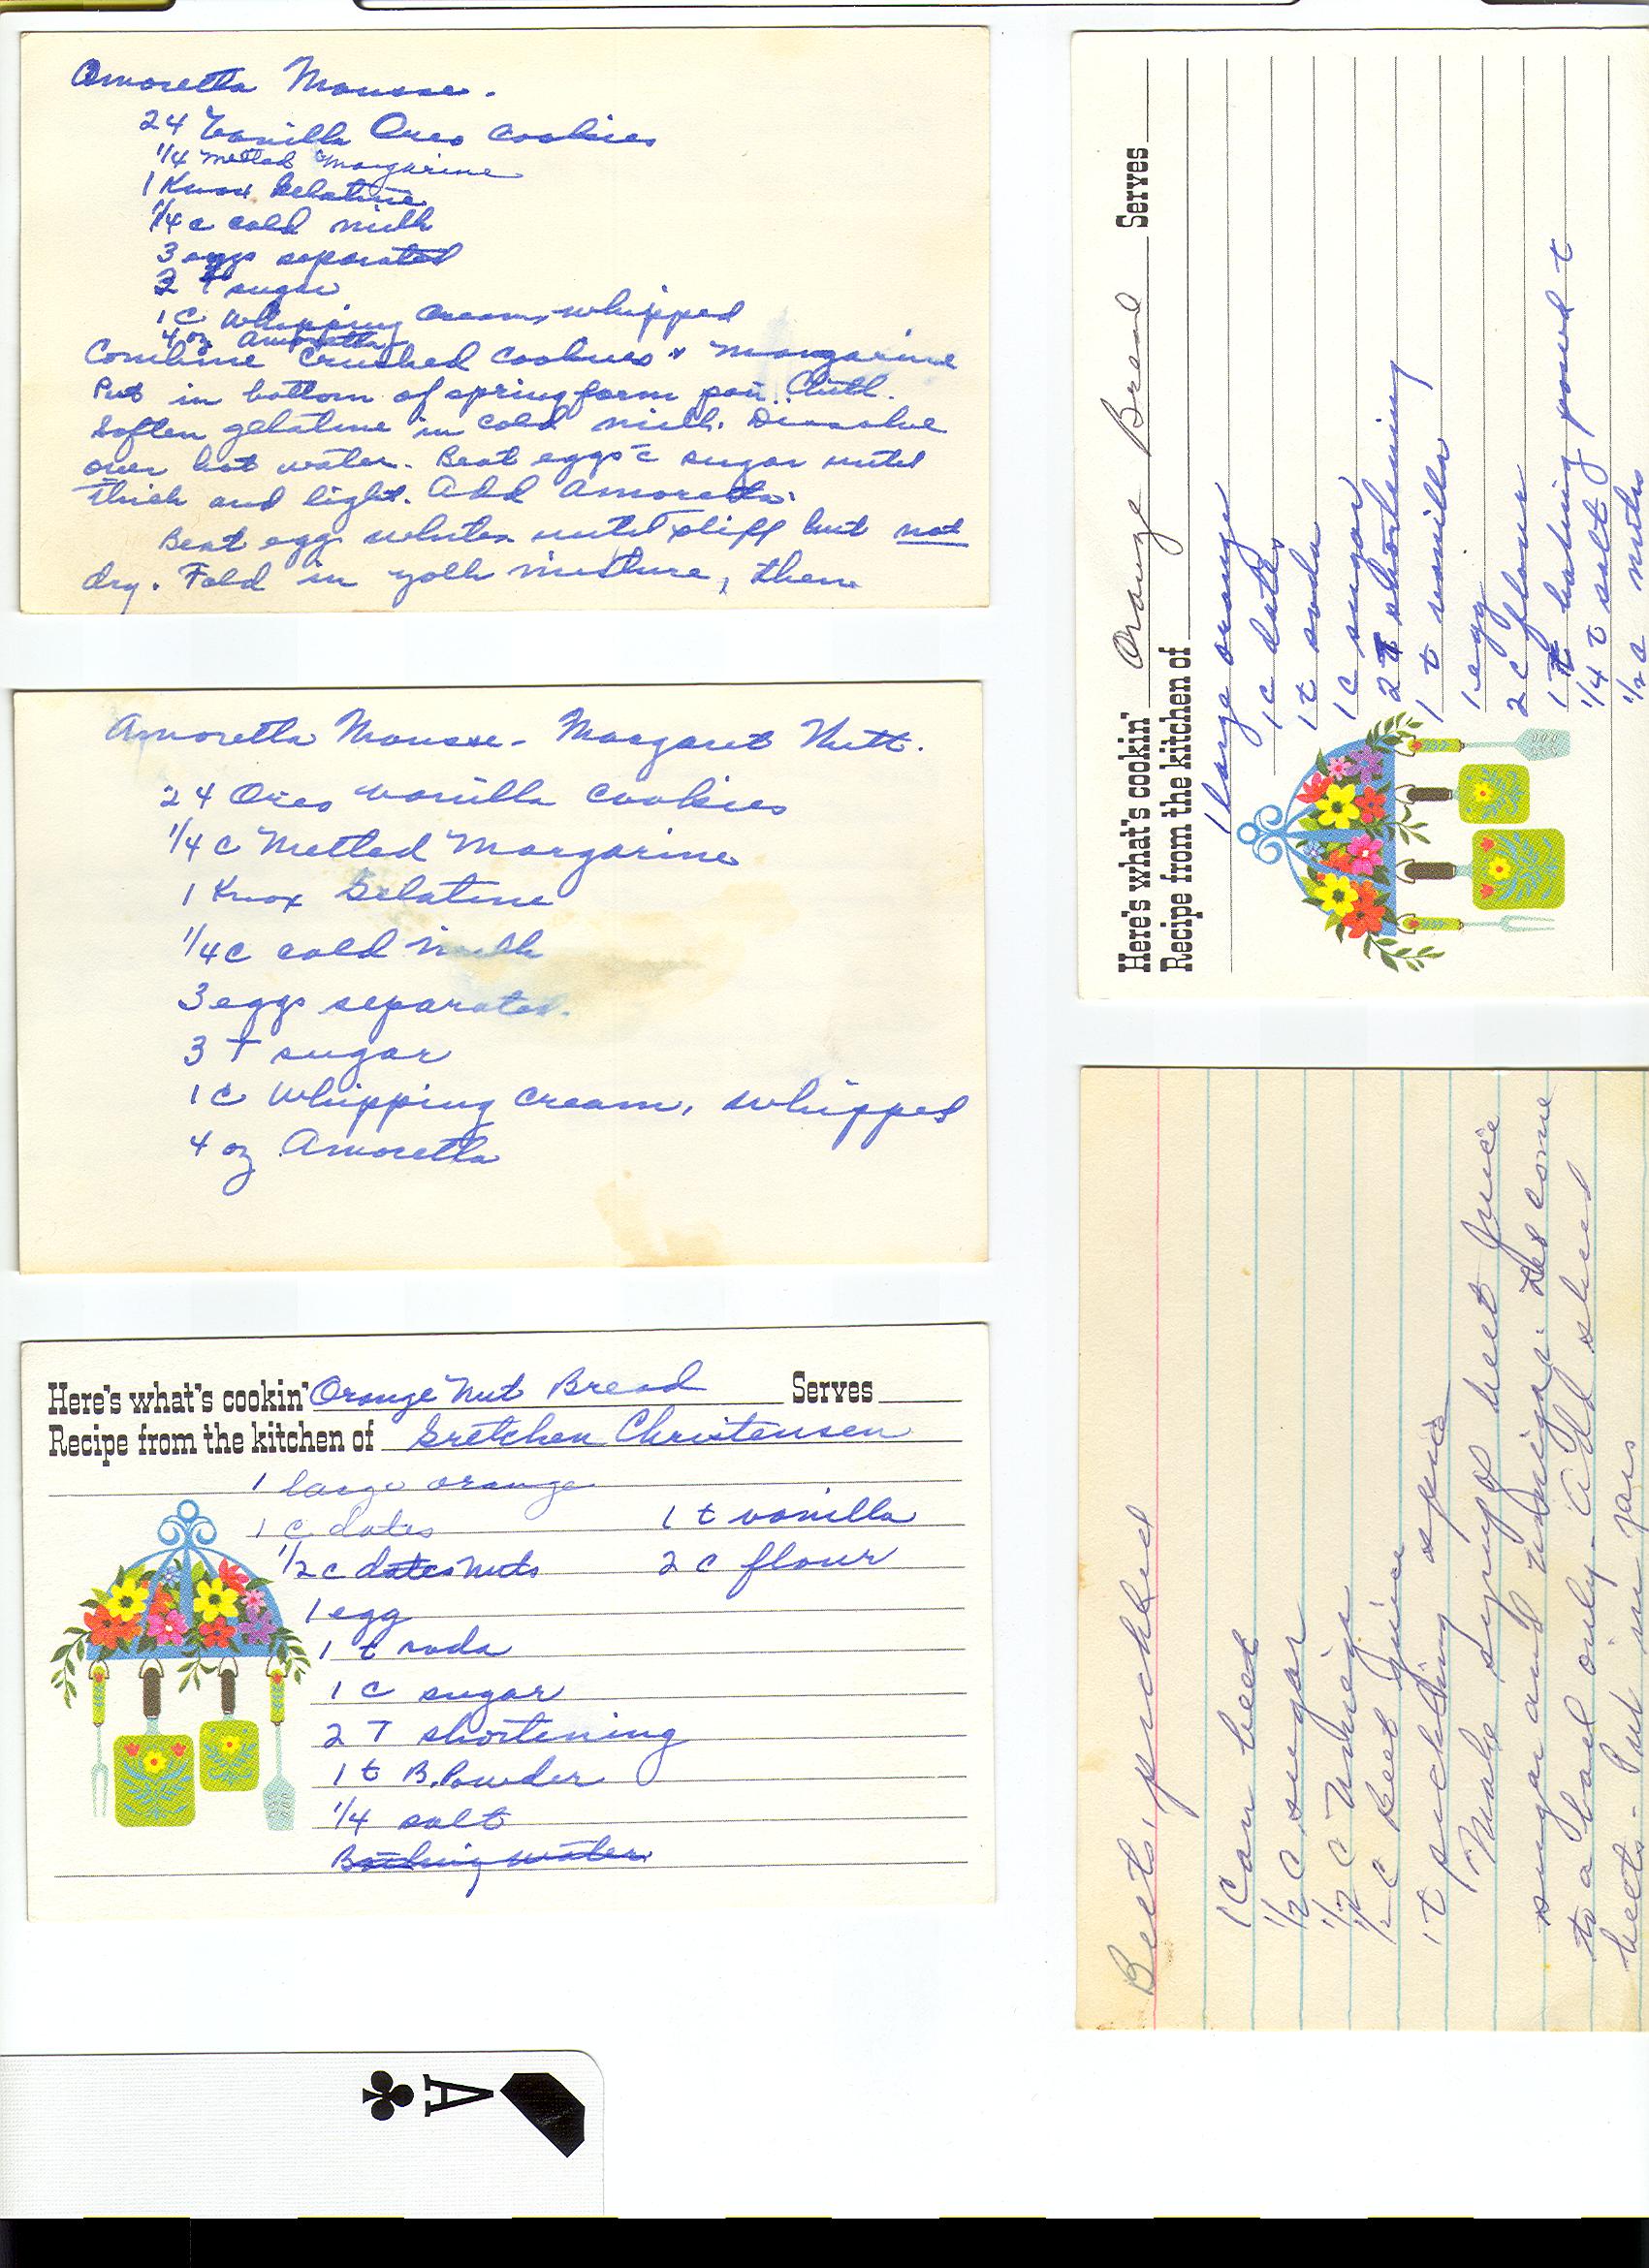 Amoretta Mousse.
24 Vanilla Oreo Cookies
1/4 melted Margarine
1 Knox Gelatine
1/4 c cold milk
3 eggs separated
3 T sugar
1 C Whipping cream, whipped
4 oz Amoretta
Combine crushed cookies & margarine
Put in bottom of springform pan. Chill.
Soften gelatine in cold milk. Dissolve
over hot water. Beat eggs c sugar until
thick and light. Add Amoretta.
Beat egg whites until stiff but not
dry. Fold in yolk mixture, then
Amoretta Mousse - Margaret Nutt.
24 Oreo Vanilla Cookies
1/4 C Melted Margarine
1 Knox Gelatine
1/4 C cold milk
3 eggs separated.
3 T sugar
1 C Whipping Cream, whipped
4 oz Amoretta
Here's what's cookin' Orange Nut Bread Serves
Recipe from the kitchen of Gretchen Christensen
1 large orange
1 c dates 1 t vanilla
1/2 c dates nuts 2 c flour
1 egg
1 t soda
1 C sugar
2 T shortening
1 t B. Powder
1/4 salt
Boiling water
Here's what's cookin' Orange Bread Serves
Recipe from the kitchen of
1 large orange
1c dates
1t soda
1c sugar
2T shortening
1 t vanilla
1 egg
2 c flour
1t baking powd t
1/4 t salt
1/2 c nuts
Beets, pickled
1 Can beets
1/2 C sugar
1/2 C Vinegar
1/2 C Beet juice
1 t pickling spice
Make syrup of beet juice
sugar and vinegar. Let come
to a boil only. Add sliced
beets. Put in jars
A